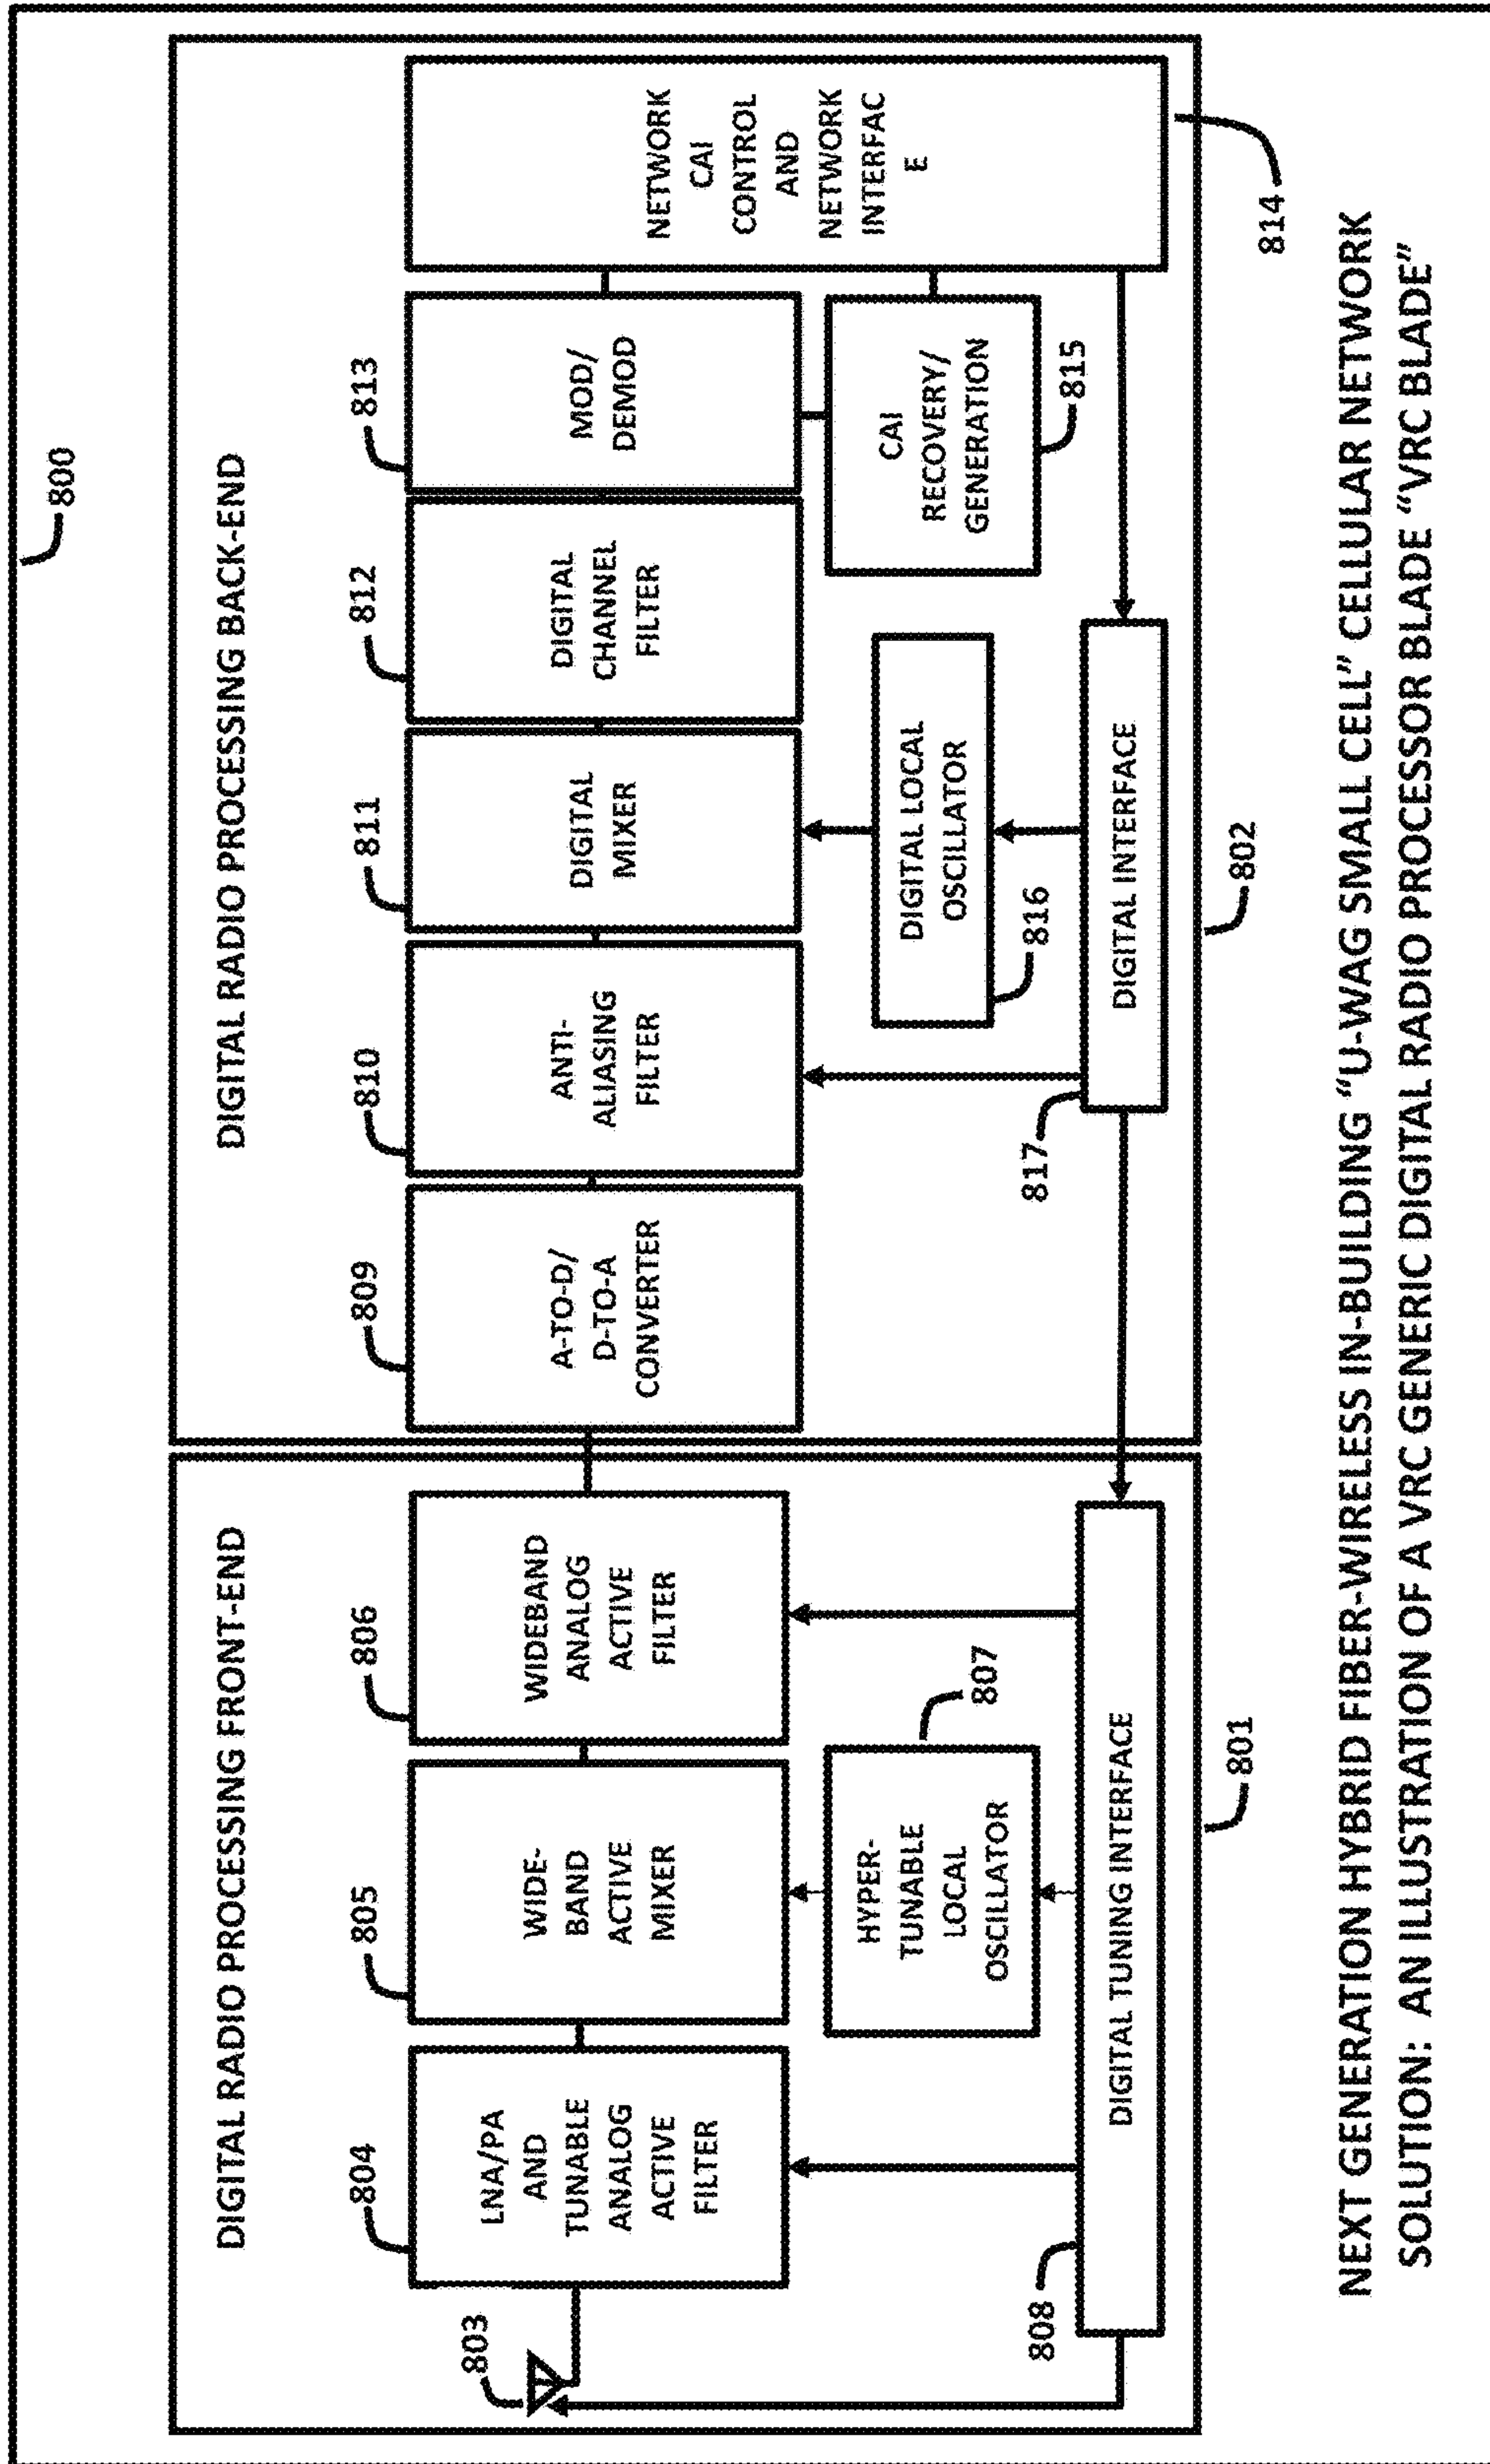 800
DIGITAL RADIO PROCESSING FRONT-END
803
804
LNA/PA
AND
TUNABLE
ANALOG
ACTIVE
FILTER
805
WIDE-
BAND
ACTIVE
MIXER
806
WIDEBAND
ANALOG
ACTIVE
FILTER
HYPER-
TUNABLE
LOCAL
OSCILLATOR
807
808
DIGITAL TUNING INTERFACE
801
DIGITAL RADIO PROCESSING BACK-END
809
A-TO-D/
D-TO-A
CONVERTER
810
ANTI-
ALIASING
FILTER
811
DIGITAL
MIXER
812
DIGITAL
CHANNEL
FILTER
813
MOD/
DEMOD
NETWORK
CAI
CONTROL
AND
NETWORK
INTERFAC
E
814
CAI
RECOVERY/
GENERATION
815
DIGITAL LOCAL
OSCILLATOR
816
817
DIGITAL INTERFACE
802
NEXT GENERATION HYBRID FIBER-WIRELESS IN-BUILDING “U-WAG SMALL CELL” CELLULAR NETWORK
SOLUTION: AN ILLUSTRATION OF A VRC GENERIC DIGITAL RADIO PROCESSOR BLADE “VRC BLADE”